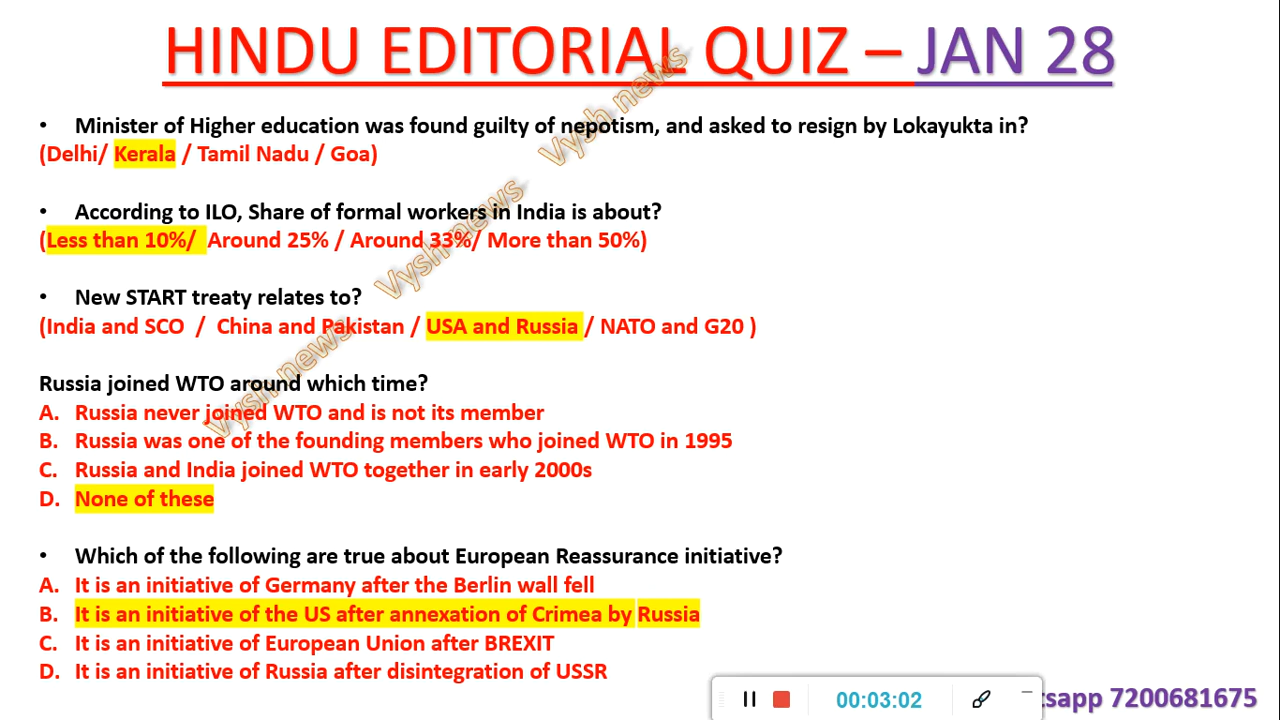 HINDU EDITORIAL QUIZ – JAN 28
• Minister of Higher education was found guilty of nepotism, and asked to resign by Lokayukta in?
(Delhi/ Kerala / Tamil Nadu / Goa)
• According to ILO, Share of formal workers in India is about?
(Less than 10%/ Around 25% / Around 33%/ More than 50%)
• New START treaty relates to?
(India and SCO / China and Pakistan / USA and Russia / NATO and G20 )
Russia joined WTO around which time?
A. Russia never joined WTO and is not its member
B. Russia was one of the founding members who joined WTO in 1995
C. Russia and India joined WTO together in early 2000s
D. None of these
• Which of the following are true about European Reassurance initiative?
A. It is an initiative of Germany after the Berlin wall fell
B. It is an initiative of the US after annexation of Crimea by Russia
C. It is an initiative of European Union after BREXIT
D. It is an initiative of Russia after disintegration of USSR
Vysh news
Vysh news
Vysh news
00:03:02
tsapp 7200681675